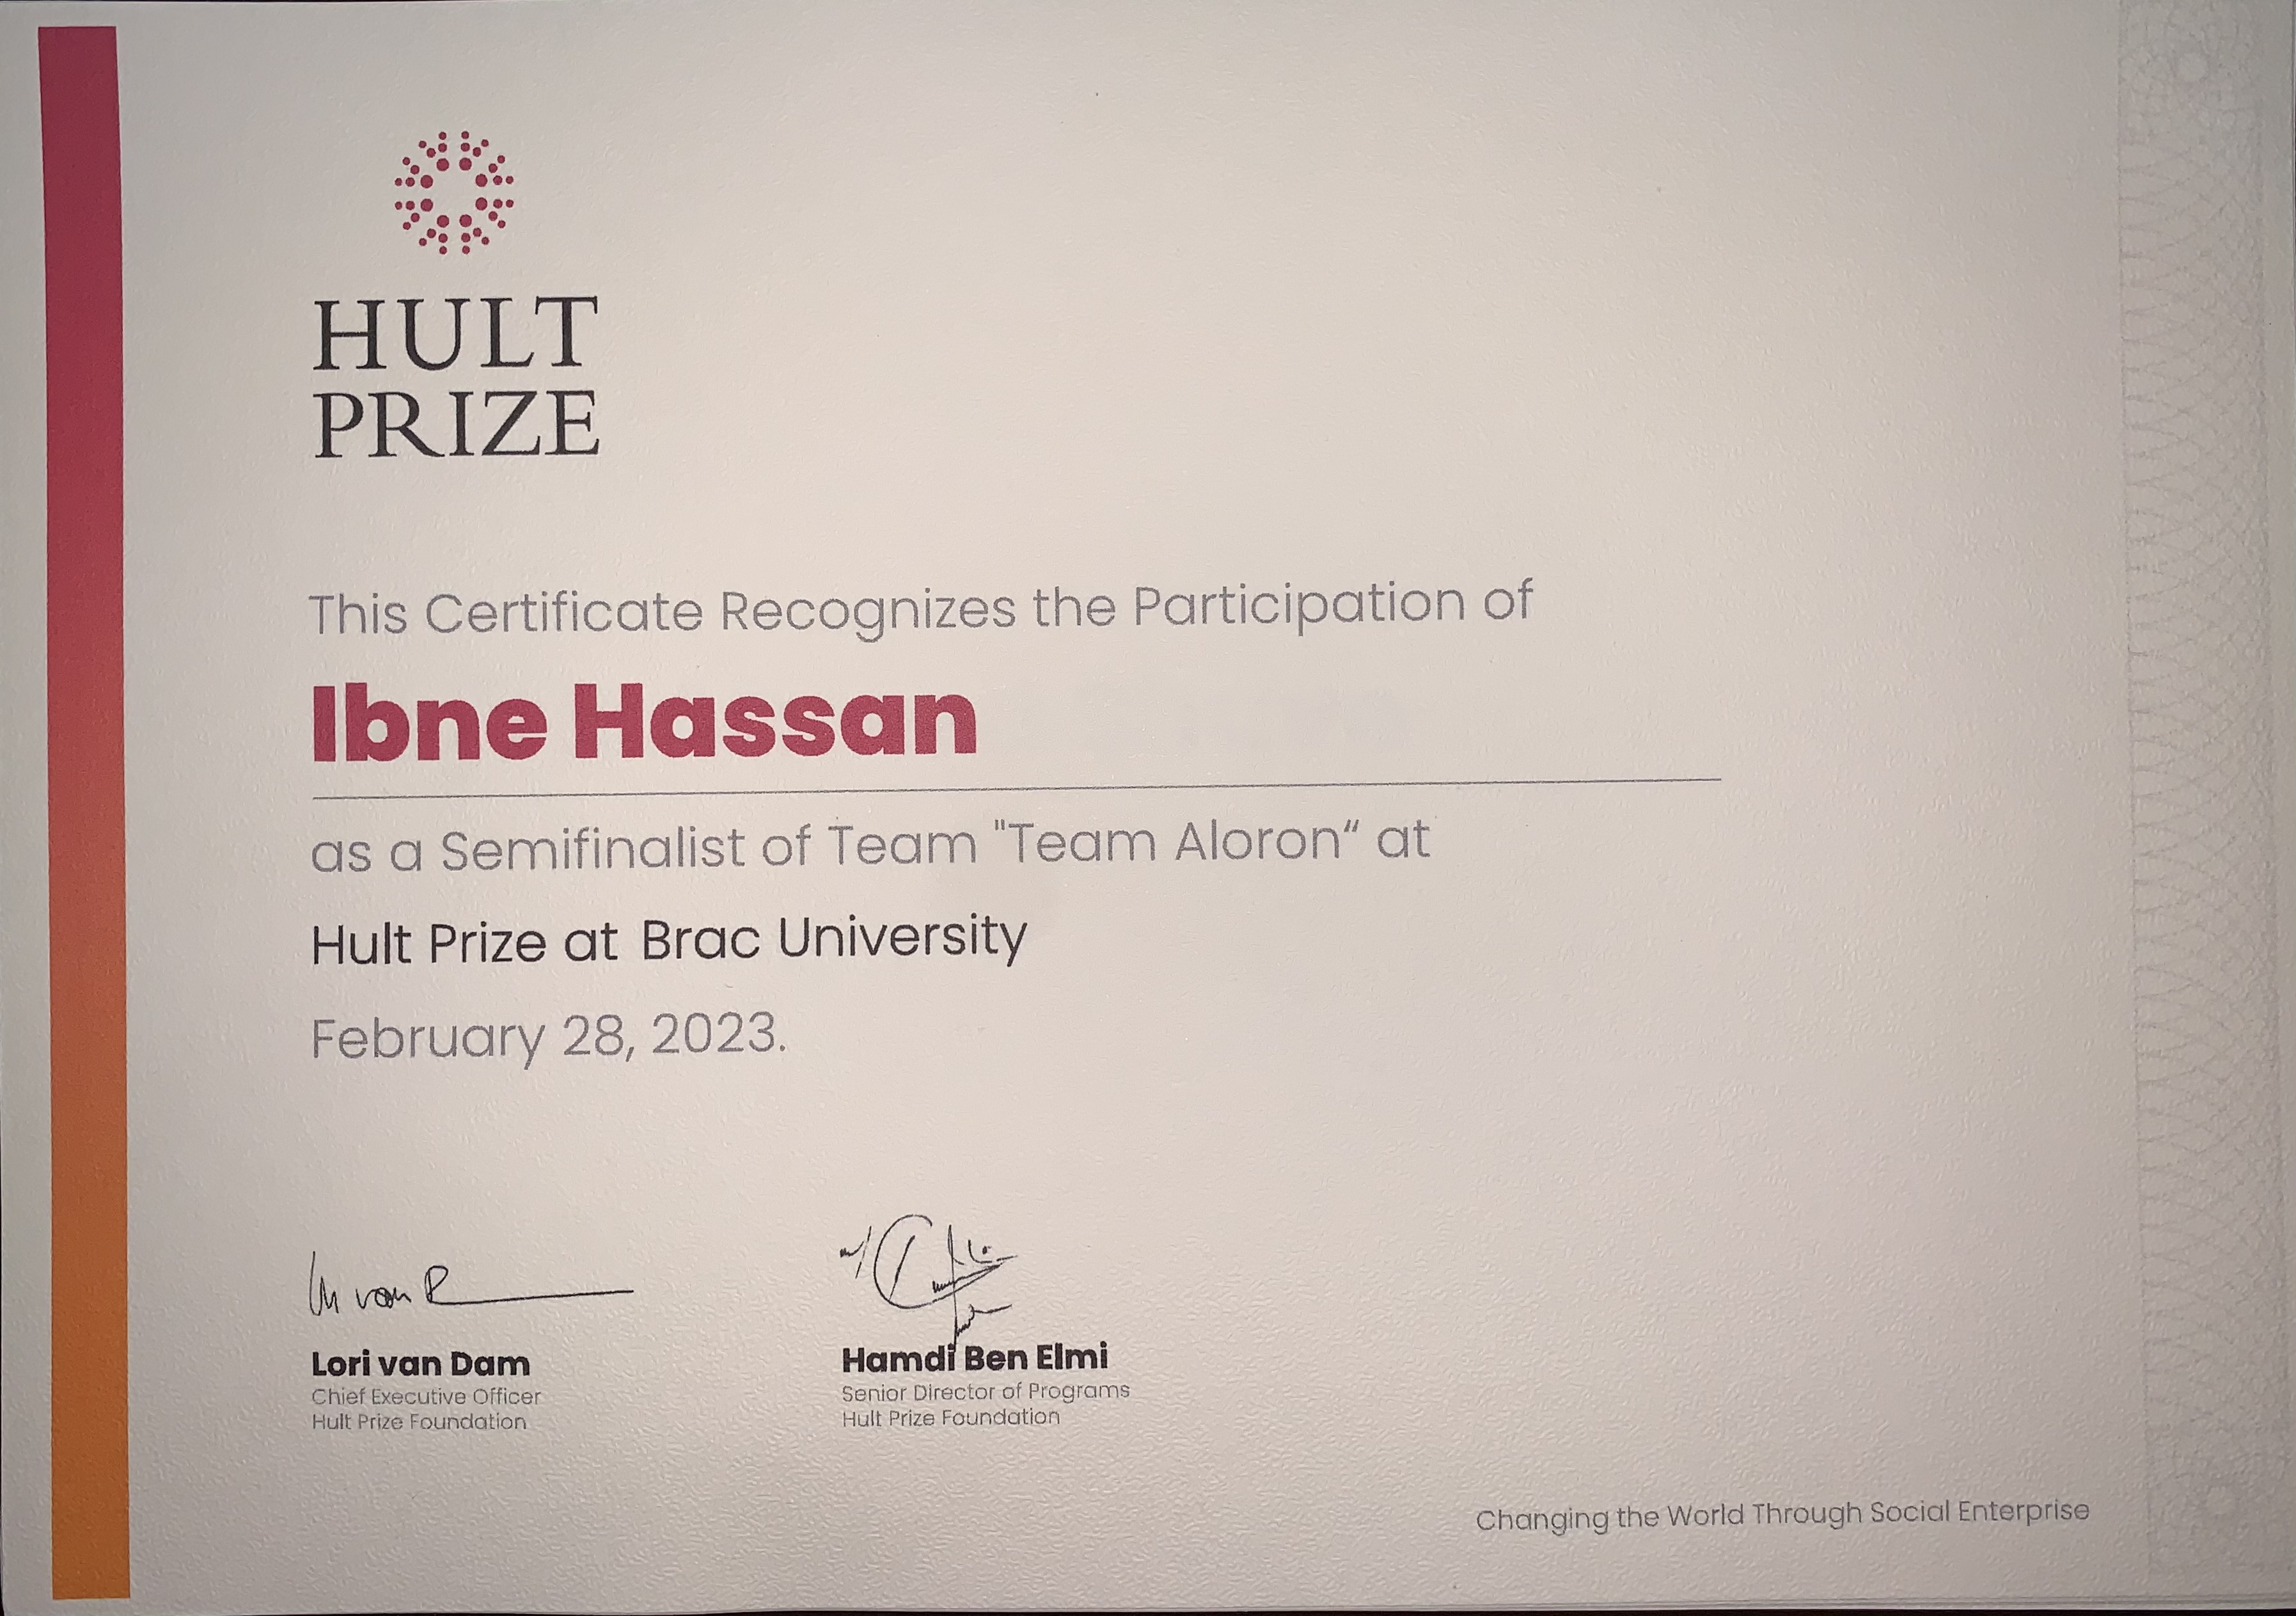 HULT
PRIZE
This Certificate Recognizes the Participation of
Ibne Hassan
as a Semifinalist of Team "Team Aloron“ at
Hult Prize at Brac University
February 28, 2023.
Lori van Dam
Chief Executive Officer
Hult Prize Foundation
Hamdi Ben Elmi
Senior Director of Programs
Hult Prize Foundation
Changing the World Through Social Enterprise